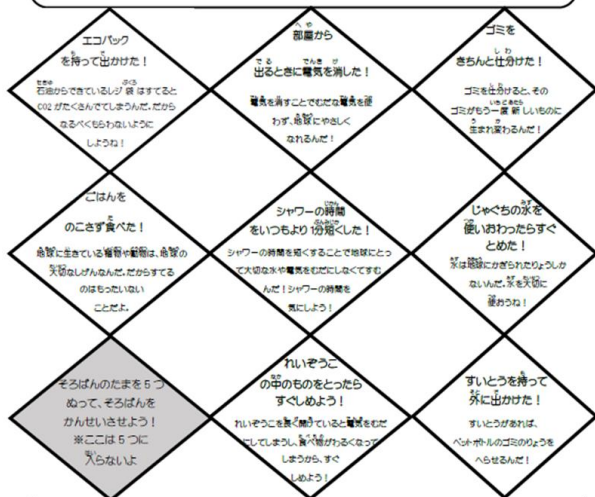 エコバック
を持って出かけた！
石油からできているレジ袋はすてると
CO2がたくさんでてしまうんだ。だから
なるべくもらわないように
しようね！
部屋から
出るときに電気を消した！
電気を消すことでむだな電気を使
わず、地球にやさしく
なれるんだ！
ゴミを
きちんと仕分けた！
ゴミを仕分けると、その
ゴミがもう一度新しいものに
生まれ変わるんだ！
ごはんを
のこさず食べた！
地球に生きている植物や動物は、地球の
大切なしげんなんだ。だからすてる
のはもったいない
ことだよ。
シャワーの時間
をいつもより1分短くした！
シャワーの時間を短くすることで地球にとっ
て大切な水や電気をむだにしなくてすむ
んだ！シャワーの時間を
気にしよう！
じゃぐちの水を
使いおわったらすぐ
とめた！
水は地球にかぎられたりょうしか
ないんだ。水を大切に
使おうね！
そろばんのたまを５つ
ぬって、そろばんを
かんせいさせよう！
※ここは５つに
入らないよ
れいぞうこ
の中のものをとったら
すぐしめよう！
れいぞうこを長く開けていると電気をむだ
にしてしまうし、食べ物がわるくなって
しまうから、すぐ
しめよう！
すいとうを持って
外に出かけた！
すいとうがあれば、
ペットボトルのゴミのりょうを
へらせるんだ！